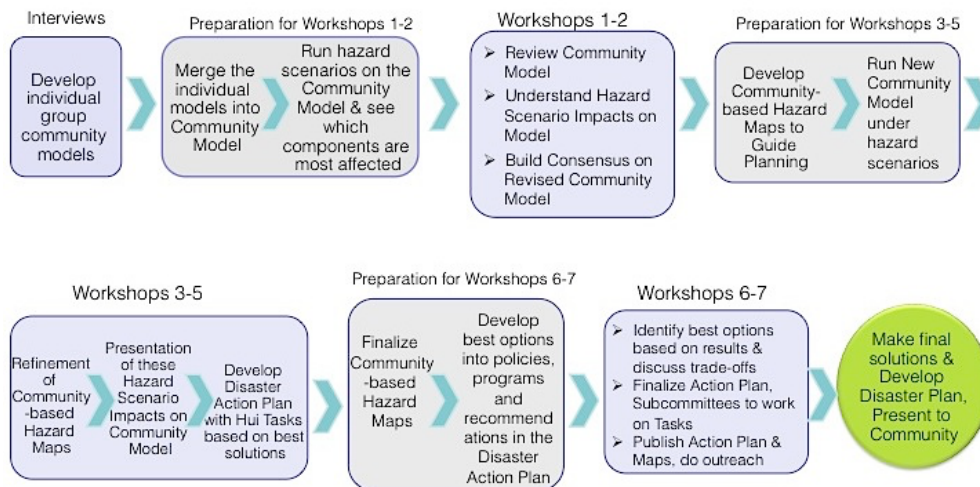 Interviews
Develop
individual
group
community
models
Preparation for Workshops 1-2
Merge the
individual
models into
Community
Model
Run hazard
scenarios on the
Community
Model & see
which
components are
most affected
Workshops 1-2
Review Community
Model
Understand Hazard
Scenario Impacts on
Model
Build Consensus on
Revised Community
Model
Preparation for Workshops 3-5
Develop
Community-
based Hazard
Maps to
Guide
Planning
Run New
Community
Model
under
hazard
scenarios
Workshops 3-5
Refinement of
Community
-based Hazard
Maps
Presentation
of these
Hazard
Scenario
Impacts on
Community
Model
Develop
Disaster
Action Plan
with Hui Tasks
based on best
solutions
Preparation for Workshops 6-7
Finalize
Community
-based
Hazard
Maps
Develop
best options
into policies,
programs
and
recommend
ations in the
Disaster
Action Plan
Workshops 6-7
Identify best options
based on results &
discuss trade-offs
Finalize Action Plan,
Subcommittees to work
on Tasks
Publish Action Plan &
Maps, do outreach
Make final
solutions &
Develop
Disaster Plan,
Present to
Community